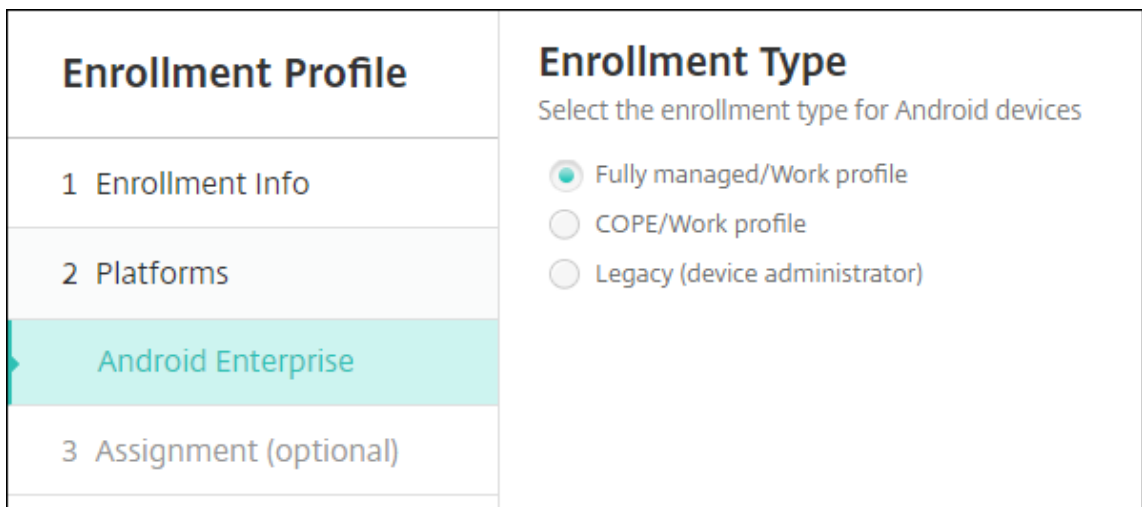 Enrollment Profile
1 Enrollment Info
2 Platforms
Android Enterprise
3 Assignment (optional)
Enrollment Type
Select the enrollment type for Android devices
Fully managed/Work profile
COPE/Work profile
Legacy (device administrator)